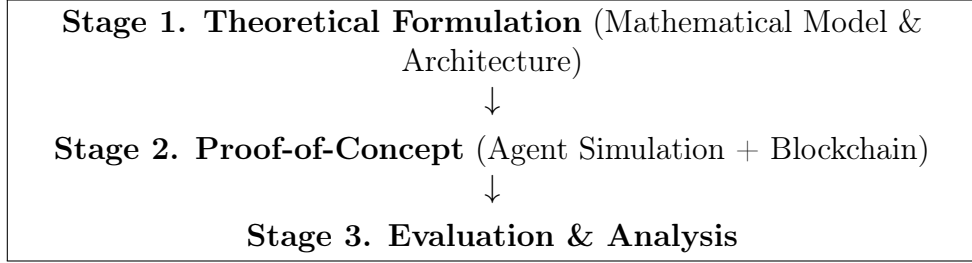 Stage 1. Theoretical Formulation (Mathematical Model &
Architecture)
↓
Stage 2. Proof-of-Concept (Agent Simulation + Blockchain)
↓
Stage 3. Evaluation & Analysis